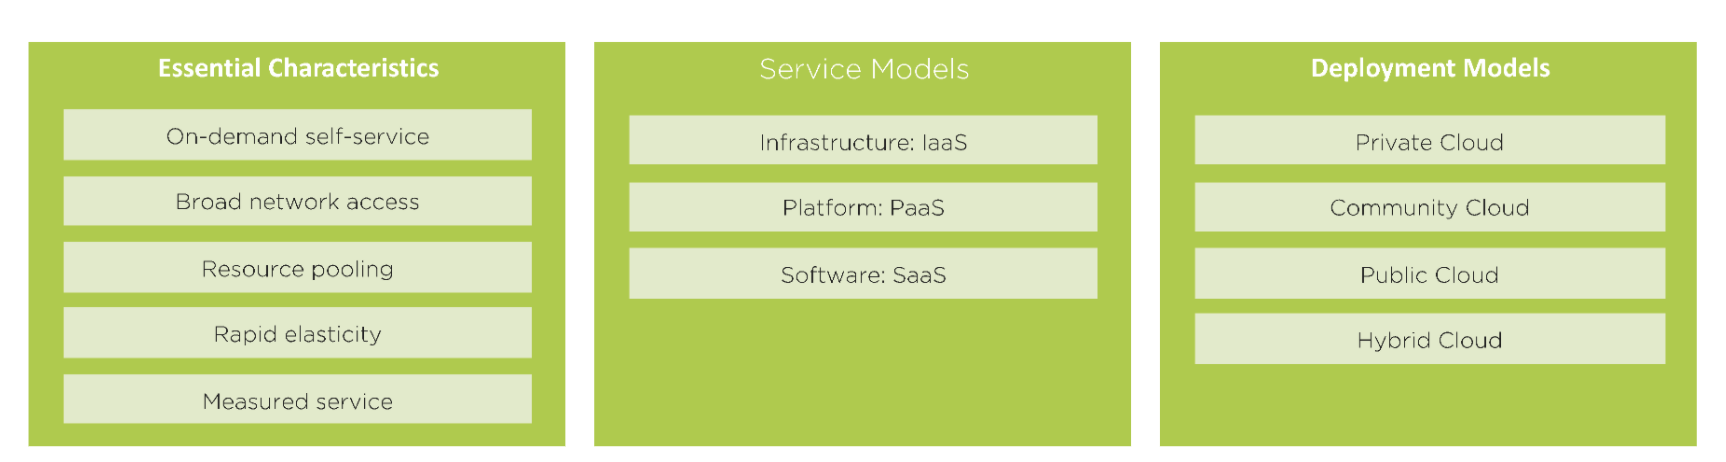 Essential Characteristics
On-demand self-service
Broad network access
Resource pooling
Rapid elasticity
Measured service
Service Models
Infrastructure: IaaS
Platform: PaaS
Software: SaaS
Deployment Models
Private Cloud
Community Cloud
Public Cloud
Hybrid Cloud